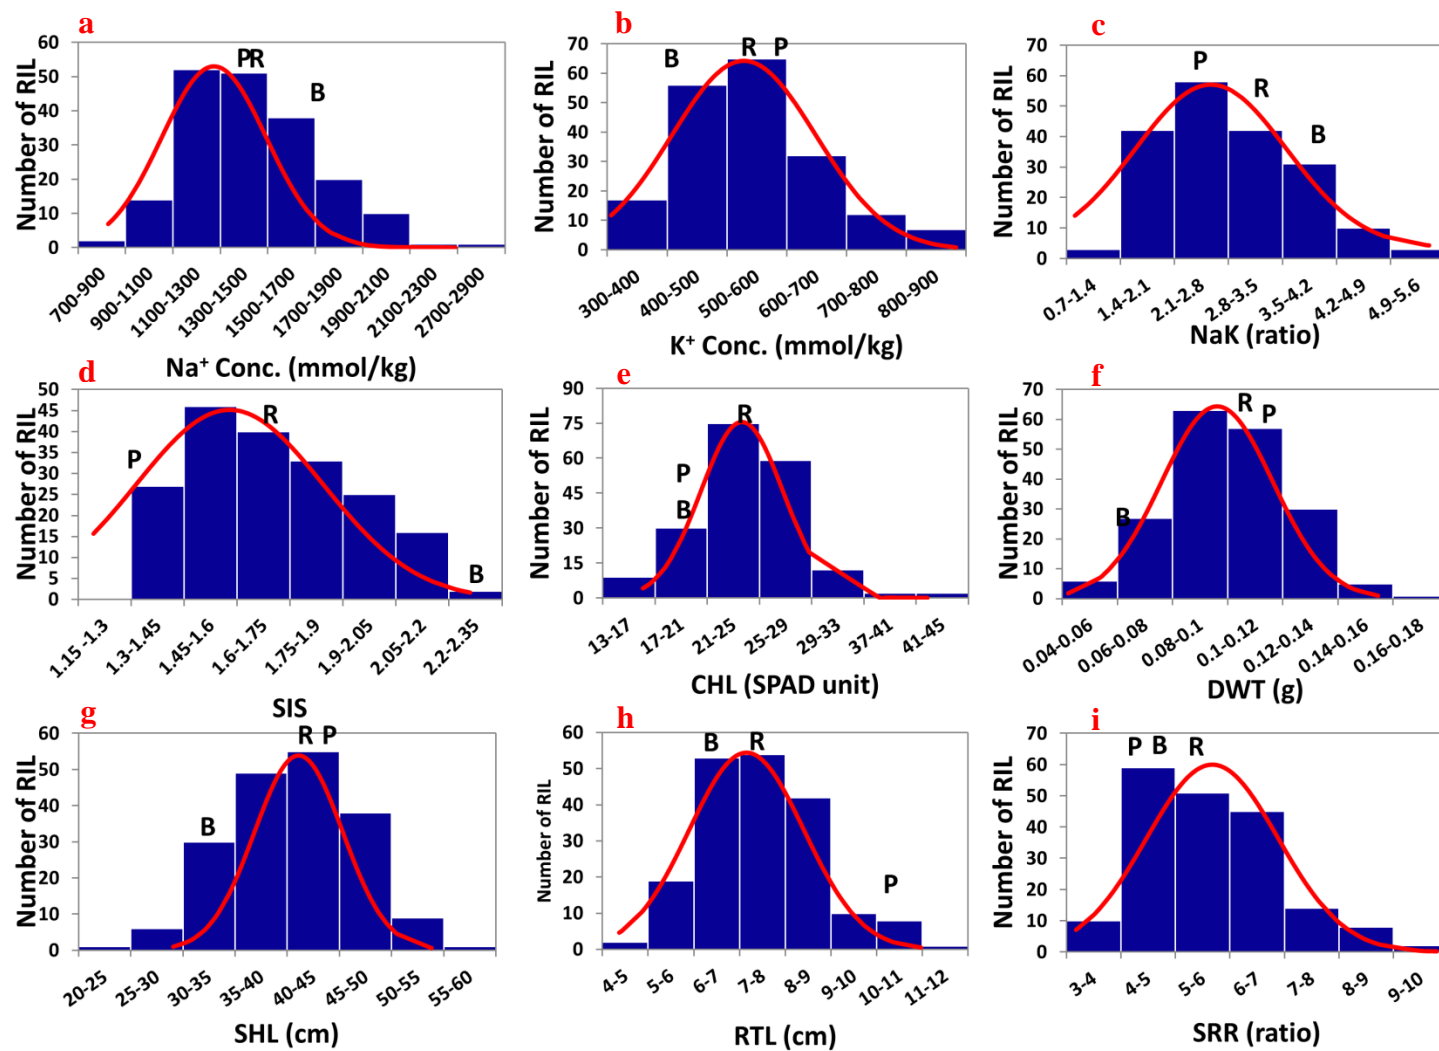 a
Number of RIL
60
50
40
30
20
10
0
PR
B
700-900
900-1100
1100-1300
1300-1500
1500-1700
1700-1900
1900-2100
2100-2300
2700-2900
Na⁺ Conc. (mmol/kg)
b
Number of RIL
70
60
50
40
30
20
10
0
B
R
P
300-400
400-500
500-600
600-700
700-800
800-900
K⁺ Conc. (mmol/kg)
c
Number of RIL
70
60
50
40
30
20
10
0
P
R
B
0.7-1.4
1.4-2.1
2.1-2.8
2.8-3.5
3.5-4.2
4.2-4.9
4.9-5.6
NaK (ratio)
d
Number of RIL
50
45
40
35
30
25
20
15
10
5
0
P
R
B
1.15 -1.3
1.3-1.45
1.45-1.6
1.6-1.75
1.75-1.9
1.9-2.05
2.05-2.2
2.2-2.35
SIS
e
Number of RIL
90
75
60
45
30
15
0
P
B
R
13-17
17-21
21-25
25-29
29-33
37-41
41-45
CHL (SPAD unit)
f
Number of RIL
70
60
50
40
30
20
10
0
B
R
P
0.04-0.06
0.06-0.08
0.08-0.1
0.1-0.12
0.12-0.14
0.14-0.16
0.16-0.18
DWT (g)
g
Number of RIL
60
50
40
30
20
10
0
B
R P
20-25
25-30
30-35
35-40
40-45
45-50
50-55
55-60
SHL (cm)
h
Number of RIL
60
50
40
30
20
10
0
B
R
P
4-5
5-6
6-7
7-8
8-9
9-10
10-11
11-12
RTL (cm)
i
Number of RIL
70
60
50
40
30
20
10
0
P B R
3-4
4-5
5-6
6-7
7-8
8-9
9-10
SRR (ratio)